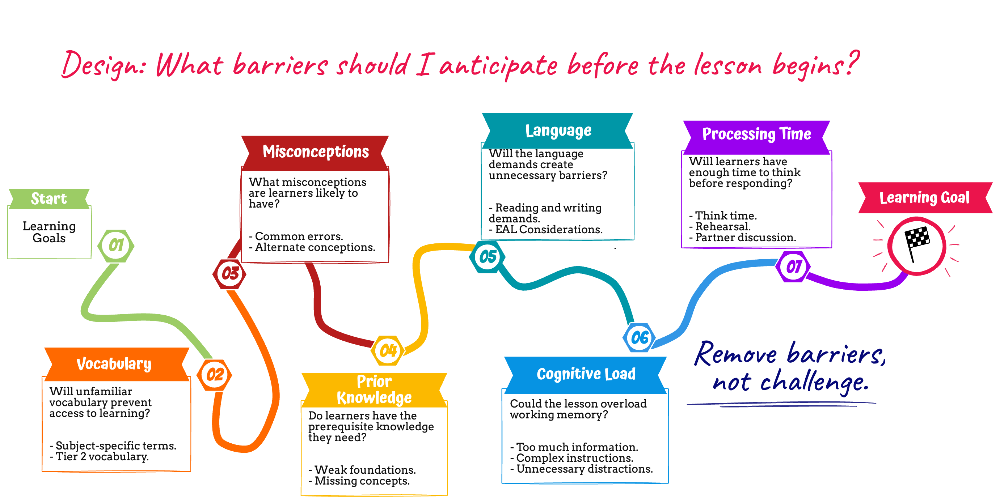 Design: What barriers should I anticipate before the lesson begins?
Start
Learning
Goals
01
Vocabulary
02
Will unfamiliar
vocabulary prevent
access to learning?
- Subject-specific terms.
- Tier 2 vocabulary.
Misconceptions
What misconceptions
are learners likely to
have?
- Common errors.
- Alternate conceptions.
03
04
Prior
Knowledge
Do learners have the
prerequisite knowledge
they need?
- Weak foundations.
- Missing concepts.
Language
Will the language
demands create
unnecessary barriers?
- Reading and writing
demands.
- EAL Considerations.
-
05
06
Cognitive Load
Could the lesson overload
working memory?
- Too much information.
- Complex instructions.
- Unnecessary distractions.
Processing Time
Will learners have
enough time to think
before responding?
- Think time.
- Rehearsal.
- Partner discussion.
07
Learning Goal
Remove barriers,
not challenge.